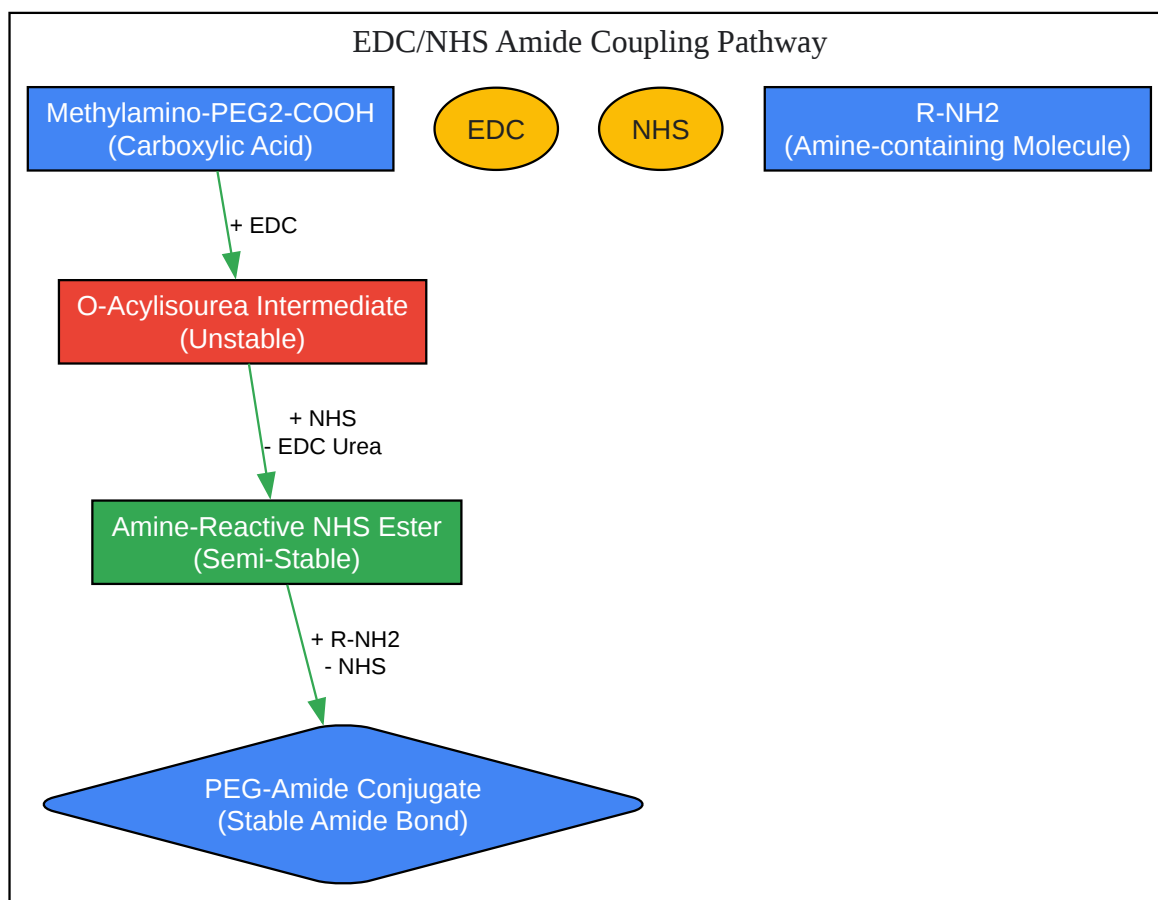 EDC/NHS Amide Coupling Pathway
Methylamino-PEG2-COOH
(Carboxylic Acid)
EDC
NHS
R-NH2
(Amine-containing Molecule)
+ EDC
O-Acylisourea Intermediate
(Unstable)
+ NHS
- EDC Urea
Amine-Reactive NHS Ester
(Semi-Stable)
+ R-NH2
- NHS
PEG-Amide Conjugate
(Stable Amide Bond)